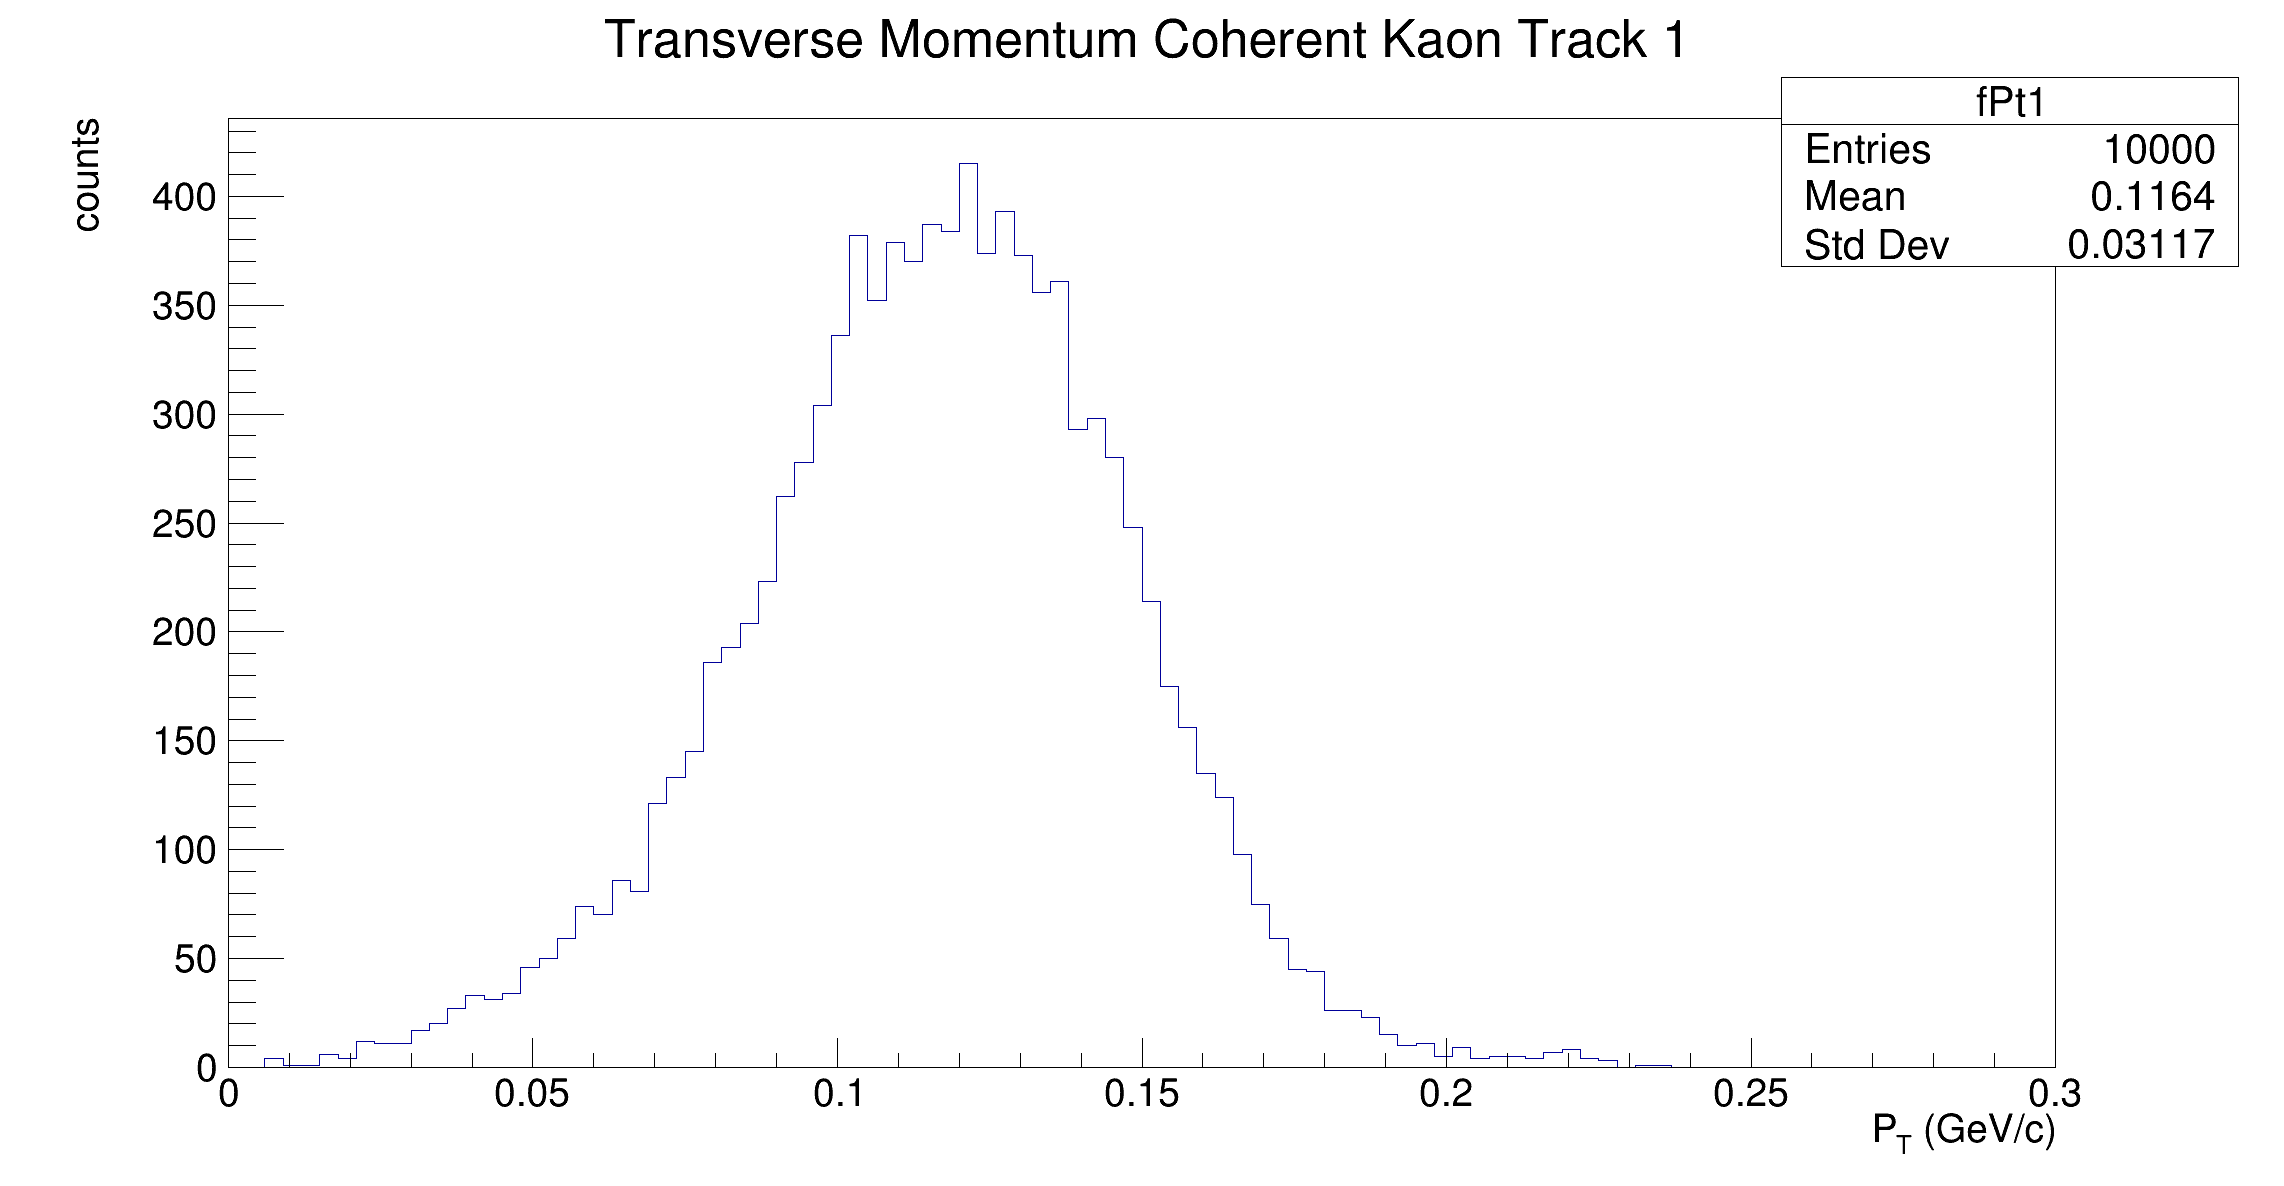 Transverse Momentum Coherent Kaon Track 1
fPt1
Entries 10000
Mean 0.1164
Std Dev 0.03117
counts
400
350
300
250
200
150
100
50
0
0 0.05 0.1 0.15 0.2 0.25 0.3
P_T (GeV/c)